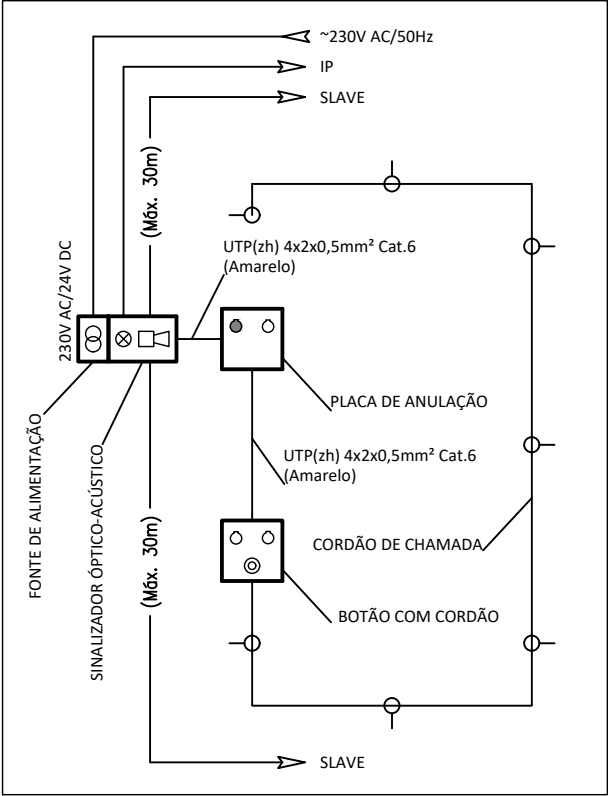 ~230V AC/50Hz
IP
SLAVE
(Máx. 30m)
UTP(zh) 4x2x0,5mm² Cat.6
(Amarelo)
230V AC/24V DC
PLACA DE ANULAÇÃO
FONTE DE ALIMENTAÇÃO
SINALIZADOR ÓPTICO-ACÚSTICO
UTP(zh) 4x2x0,5mm² Cat.6
(Amarelo)
(Máx. 30m)
CORDÃO DE CHAMADA
BOTÃO COM CORDÃO
SLAVE